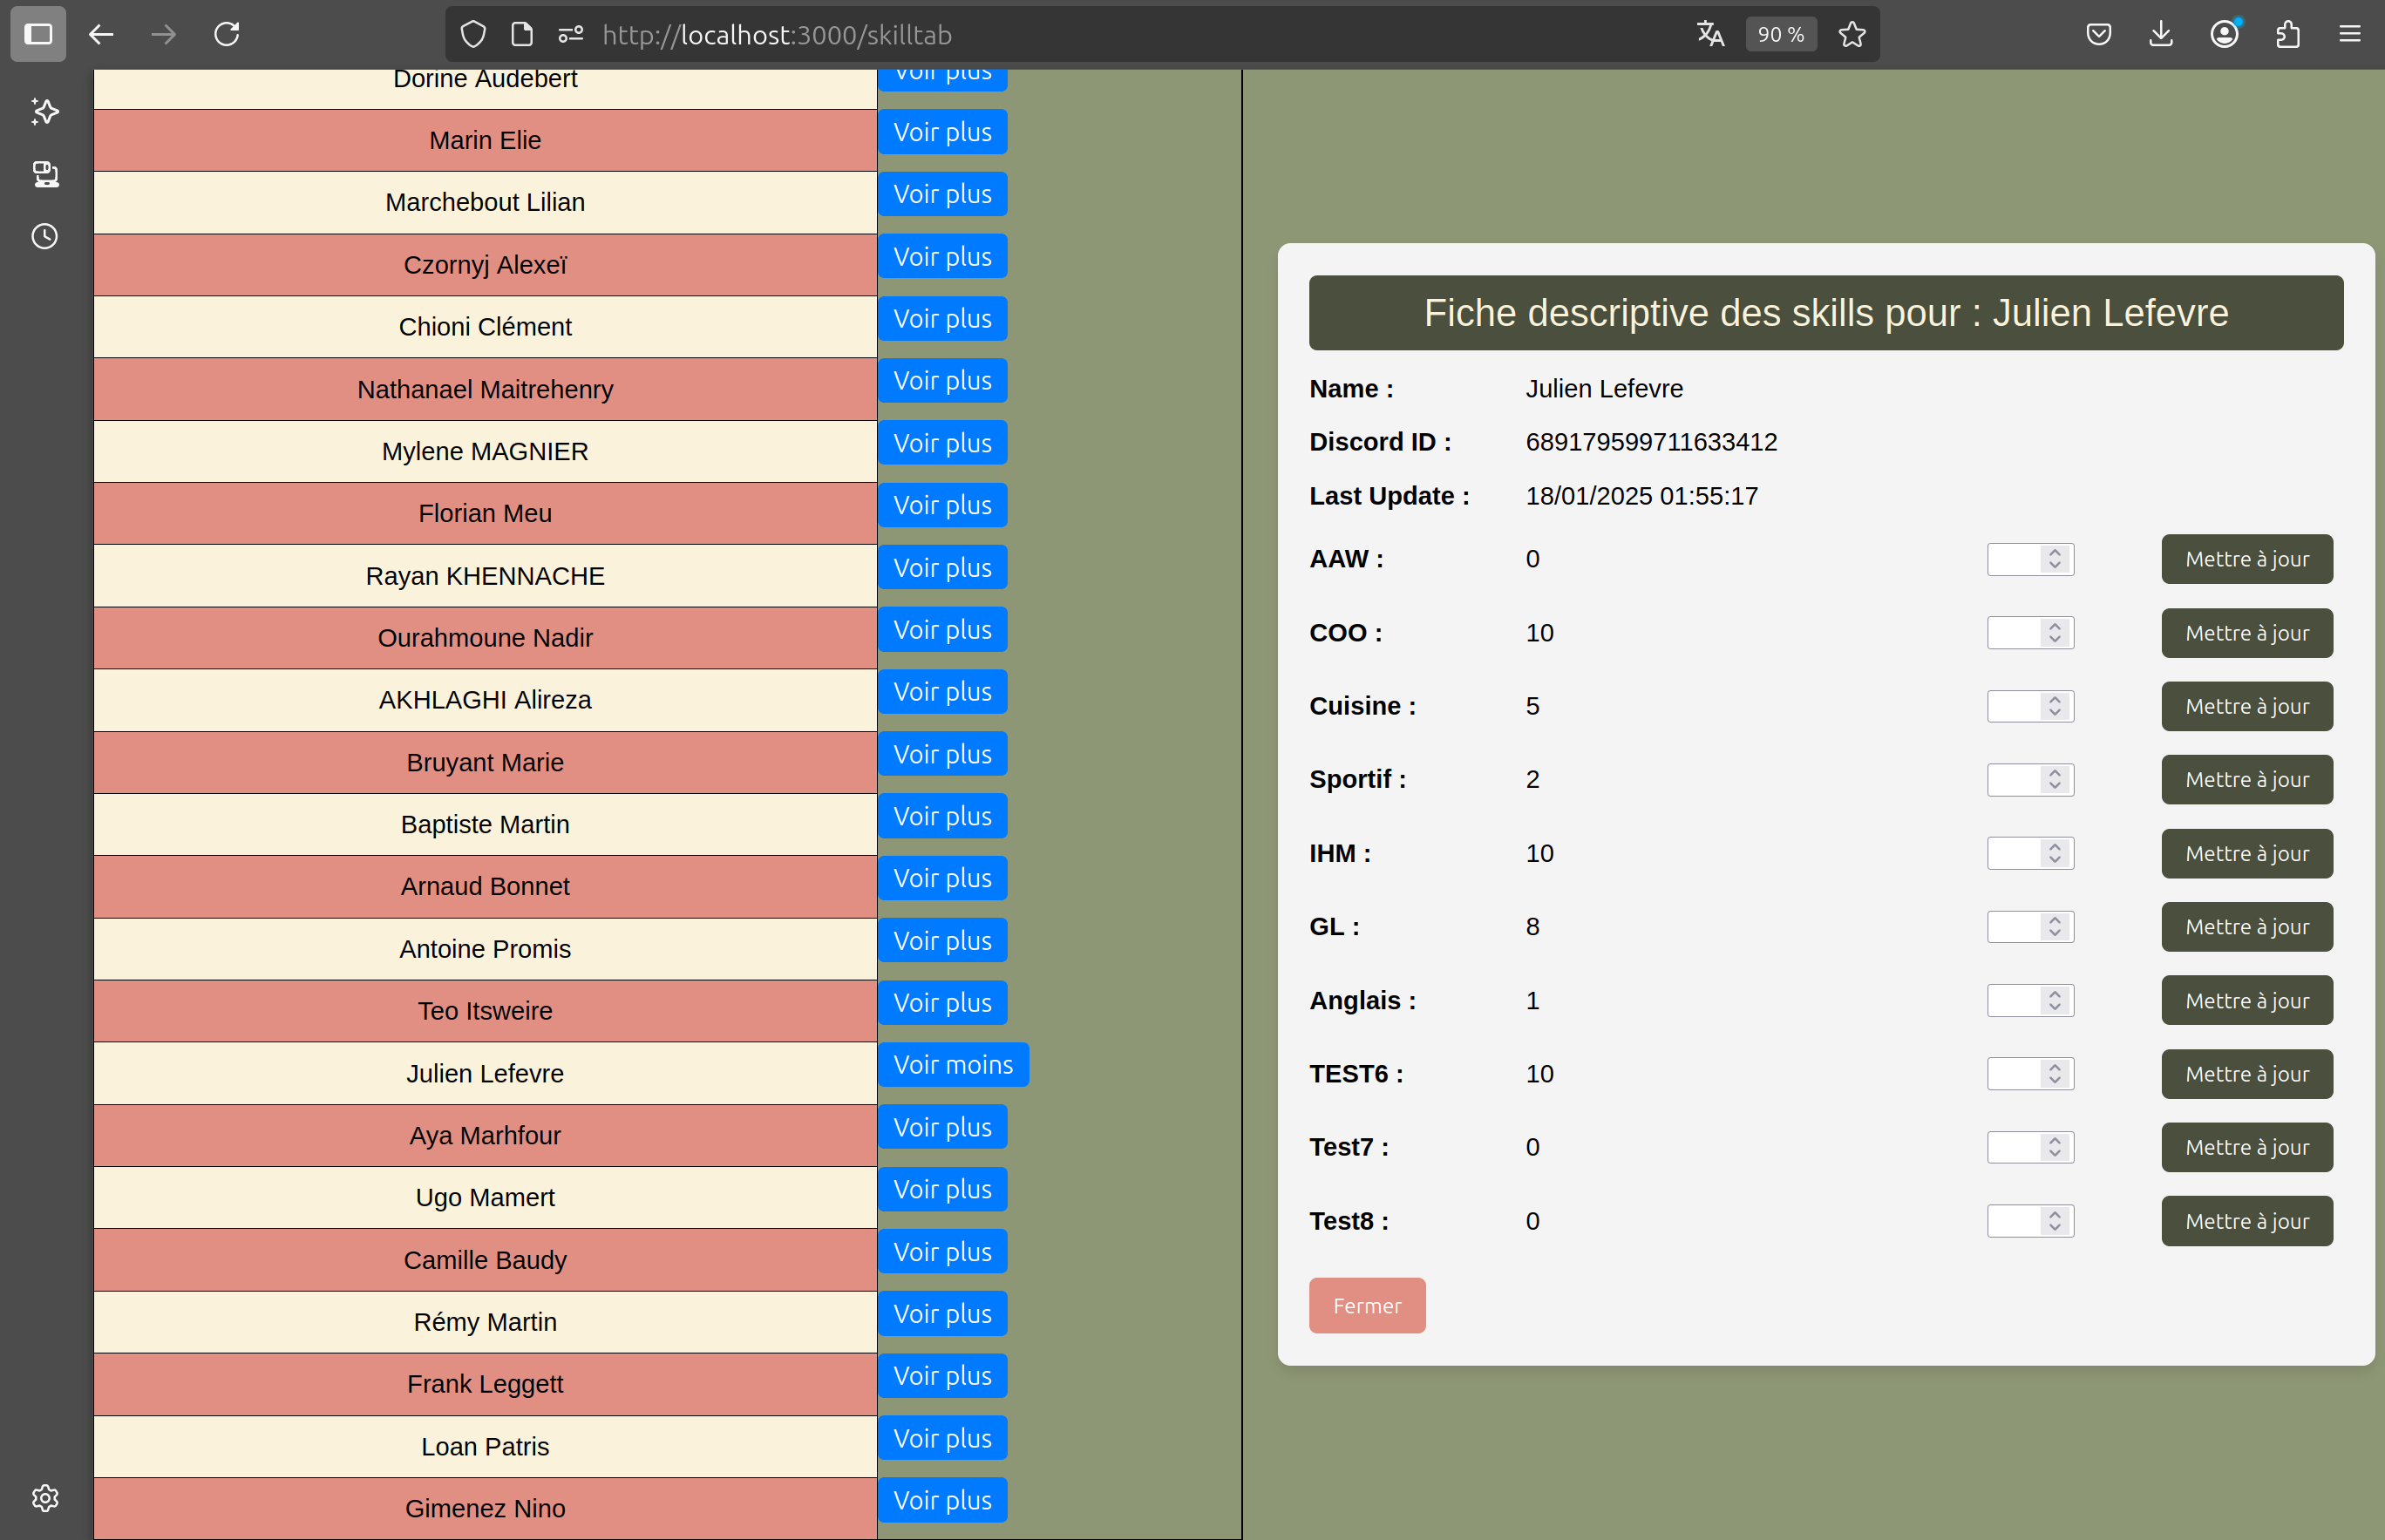 http://localhost:3000/skilltab
90 %
Dorine Audebert Voir plus
Marin Elie Voir plus
Marchebout Lilian Voir plus
Czornyj Alexeï Voir plus
Chioni Clément Voir plus
Nathanael Maitrehenry Voir plus
Mylene MAGNIER Voir plus
Florian Meu Voir plus
Rayan KHENNACHE Voir plus
Ourahmoune Nadir Voir plus
AKHLAGHI Alireza Voir plus
Bruyant Marie Voir plus
Baptiste Martin Voir plus
Arnaud Bonnet Voir plus
Antoine Promis Voir plus
Teo Itsweire Voir plus
Julien Lefevre Voir moins
Aya Marhfour Voir plus
Ugo Mamert Voir plus
Camille Baudy Voir plus
Rémy Martin Voir plus
Frank Leggett Voir plus
Loan Patris Voir plus
Gimenez Nino Voir plus
Fiche descriptive des skills pour : Julien Lefevre
Name : Julien Lefevre
Discord ID : 689179599711633412
Last Update : 18/01/2025 01:55:17
AAW : 0 Mettre à jour
COO : 10 Mettre à jour
Cuisine : 5 Mettre à jour
Sportif : 2 Mettre à jour
IHM : 10 Mettre à jour
GL : 8 Mettre à jour
Anglais : 1 Mettre à jour
TEST6 : 10 Mettre à jour
Test7 : 0 Mettre à jour
Test8 : 0 Mettre à jour
Fermer